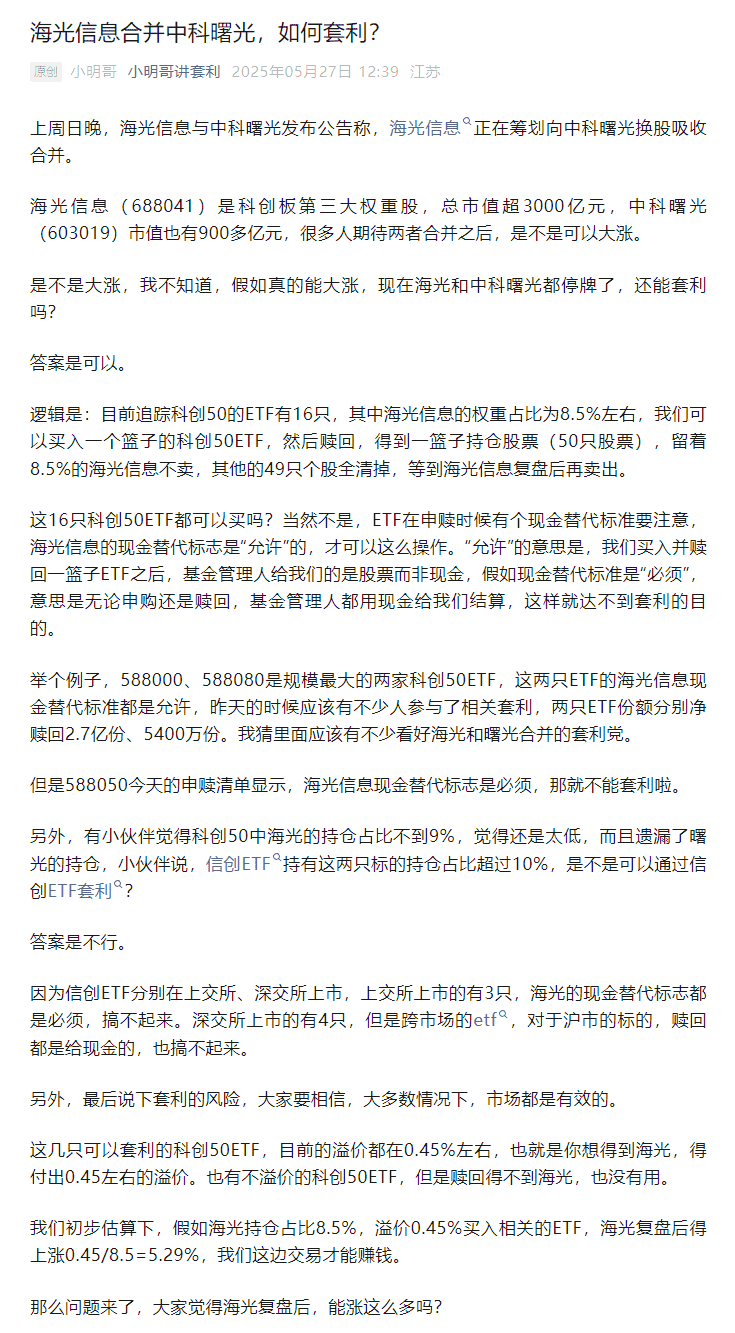 海光信息合并中科曙光，如何套利？
原创 小明哥 小明哥讲套利 2025年05月27日 12:39 江苏
上周日晚，海光信息与中科曙光发布公告称，海光信息正在筹划向中科曙光换股吸收
合并。
海光信息（688041）是科创板第三大权重股，总市值超3000亿元，中科曙光
（603019）市值也有900多亿元，很多人期待两者合并之后，是不是可以大涨。
是不是大涨，我不知道，假如真的能大涨，现在海光和中科曙光都停牌了，还能套利
吗？
答案是可以。
逻辑是：目前追踪科创50的ETF有16只，其中海光信息的权重占比为8.5%左右，我们可
以买入一个篮子的科创50ETF，然后赎回，得到一篮子持仓股票（50只股票），留着
8.5%的海光信息不卖，其他的49只个股全清掉，等到海光信息复盘后再卖出。
这16只科创50ETF都可以买吗？当然不是，ETF在申赎时候有个现金替代标准要注意，
海光信息的现金替代标志是“允许”的，才可以这么操作。“允许”的意思是，我们买入并赎
回一篮子ETF之后，基金管理人给我们的是股票而非现金，假如现金替代标准是“必须”，
意思是无论申购还是赎回，基金管理人都用现金给我们结算，这样就达不到套利的目
的。
举个例子，588000、588080是规模最大的两家科创50ETF，这两只ETF的海光信息现
金替代标准都是允许，昨天的时候应该有不少人参与了相关套利，两只ETF份额分别净
赎回2.7亿份、5400万份。我猜里面应该有不少看好海光和曙光合并的套利党。
但是588050今天的申赎清单显示，海光信息现金替代标志是必须，那就不能套利啦。
另外，有小伙伴觉得科创50中海光的持仓占比不到9%，觉得还是太低，而且遗漏了曙
光的持仓，小伙伴说，信创ETF持有这两只标的持仓占比超过10%，是不是可以通过信
创ETF套利？
答案是不行。
因为信创ETF分别在上交所、深交所上市，上交所上市的有3只，海光的现金替代标志都
是必须，搞不起来。深交所上市的有4只，但是跨市场的etf，对于沪市的标的，赎回
都是给现金的，也搞不起来。
另外，最后说下套利的风险，大家要相信，大多数情况下，市场都是有效的。
这几只可以套利的科创50ETF，目前的溢价都在0.45%左右，也就是你想得到海光，得
付出0.45左右的溢价。也有不溢价的科创50ETF，但是赎回得不到海光，也没有用。
我们初步估算下，假如海光持仓占比8.5%，溢价0.45%买入相关的ETF，海光复盘后得
上涨0.45/8.5=5.29%，我们这边交易才能赚钱。
那么问题来了，大家觉得海光复盘后，能涨这么多吗？